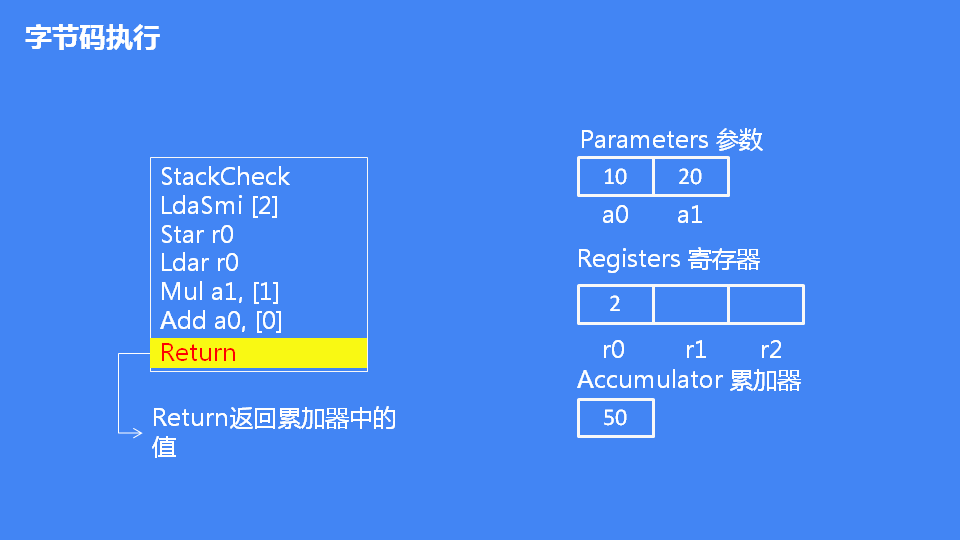 字节码执行
StackCheck
LdaSmi [2]
Star r0
Ldar r0
Mul a1, [1]
Add a0, [0]
Return
Return返回累加器中的
值
Parameters 参数
10 20
a0 a1
Registers 寄存器
2
r0 r1 r2
Accumulator 累加器
50